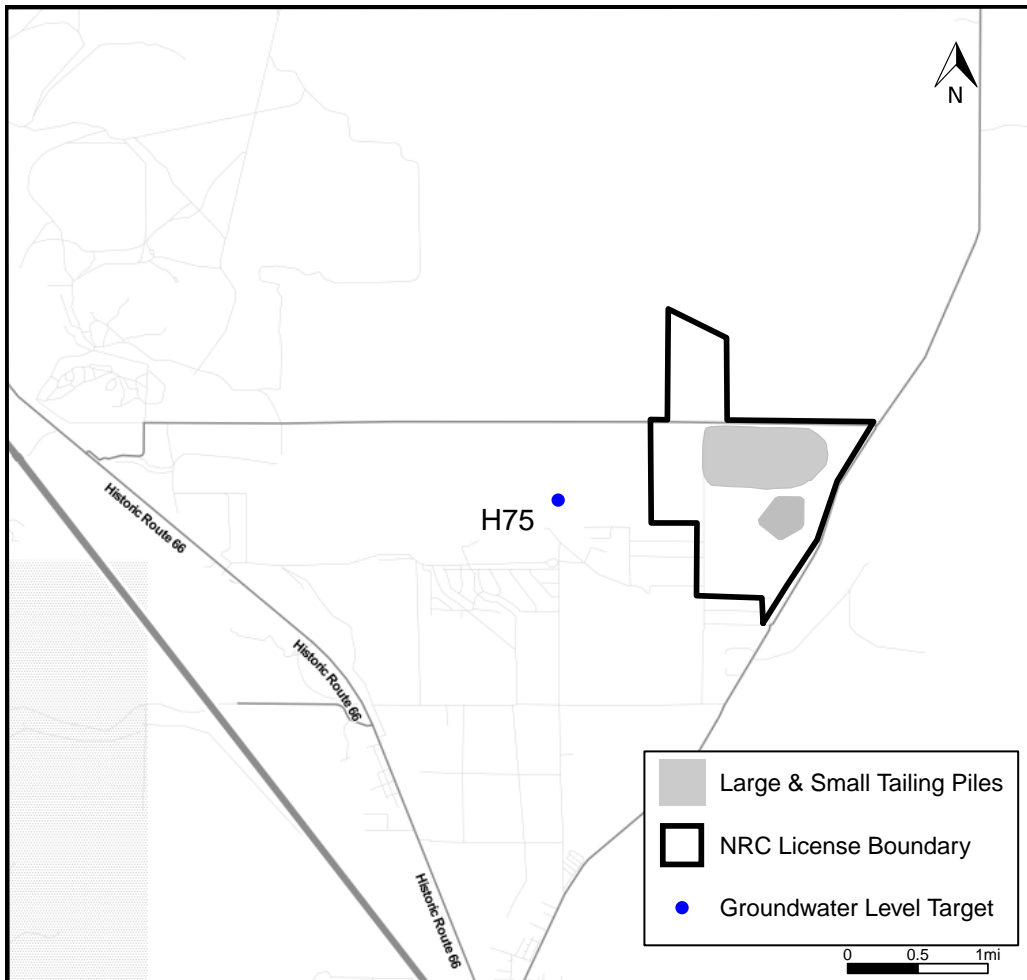 N
H75
Historic Route 66
Historic Route 66
Historic Route 66
Large & Small Tailing Piles
NRC License Boundary
Groundwater Level Target
0 0.5 1mi